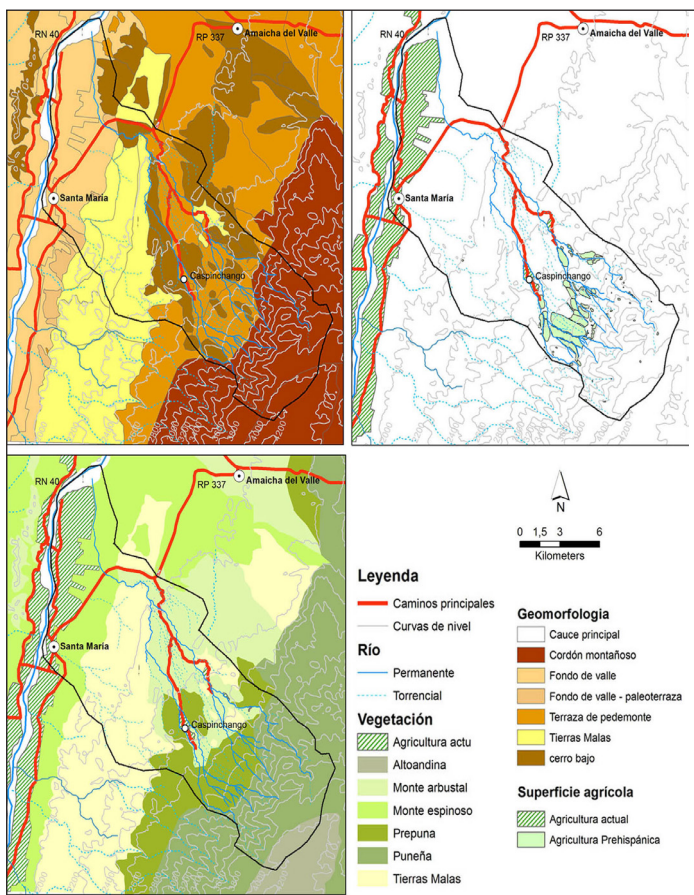 RN 40
RP 337
Amaicha del Valle
Santa María
Caspinchango
RN 40
RP 337
Amaicha del Valle
Santa María
Caspinchango
RN 40
RP 337
Amaicha del Valle
Santa María
Caspinchango
N
0 1,5 3 6
Kilometers
Leyenda
Caminos principales
Curvas de nivel
Río
Permanente
Torrencial
Vegetación
Agricultura actu
Altoandina
Monte arbustal
Monte espinoso
Prepuna
Puneña
Tierras Malas
Geomorfologia
Cauce principal
Cordón montañoso
Fondo de valle
Fondo de valle - paleoterraza
Terraza de pedemonte
Tierras Malas
cerro bajo
Superficie agrícola
Agricultura actual
Agricultura Prehispánica